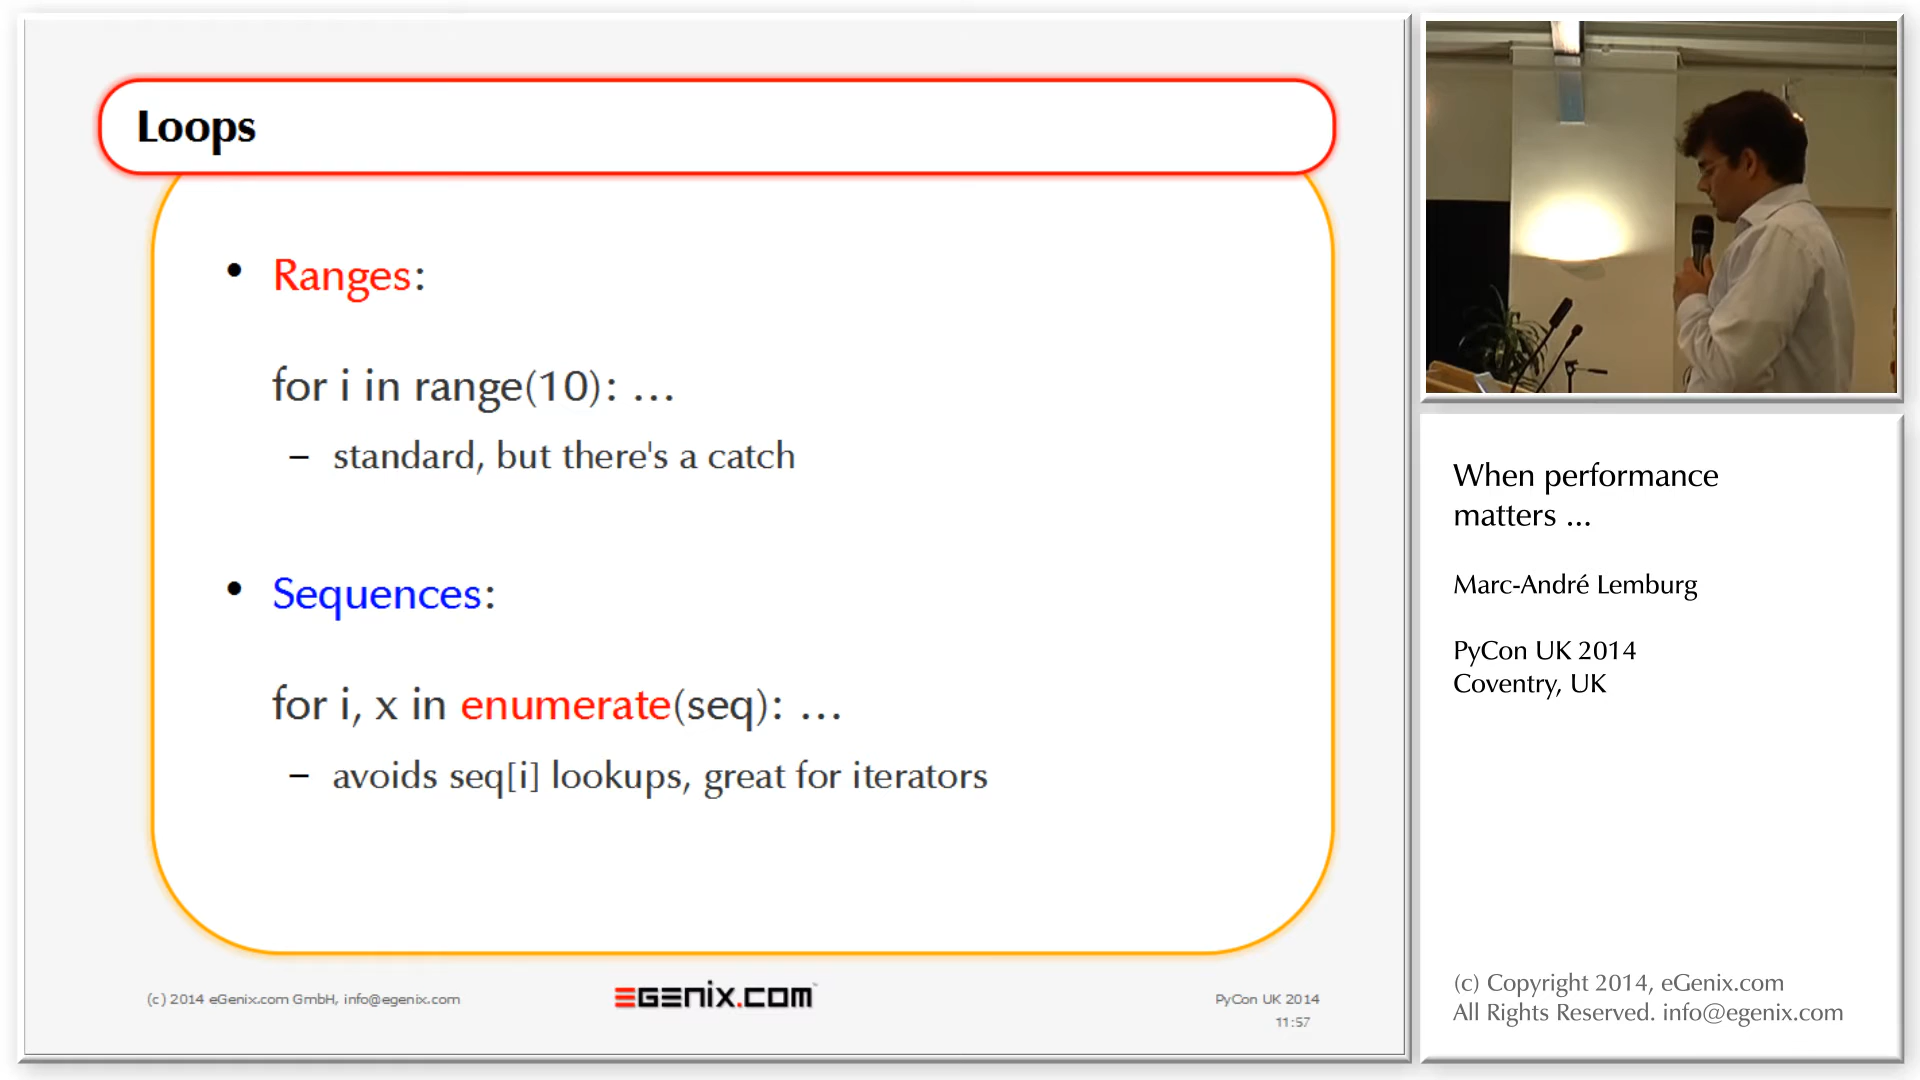 Loops
• Ranges:
for i in range(10): ...
– standard, but there's a catch
• Sequences:
for i, x in enumerate(seq): ...
– avoids seq[i] lookups, great for iterators
(c) 2014 eGenix.com GmbH, info@egenix.com
EGENIX.COM
PyCon UK 2014
11:57
When performance
matters ...
Marc-André Lemburg
PyCon UK 2014
Coventry, UK
(c) Copyright 2014, eGenix.com
All Rights Reserved. info@egenix.com